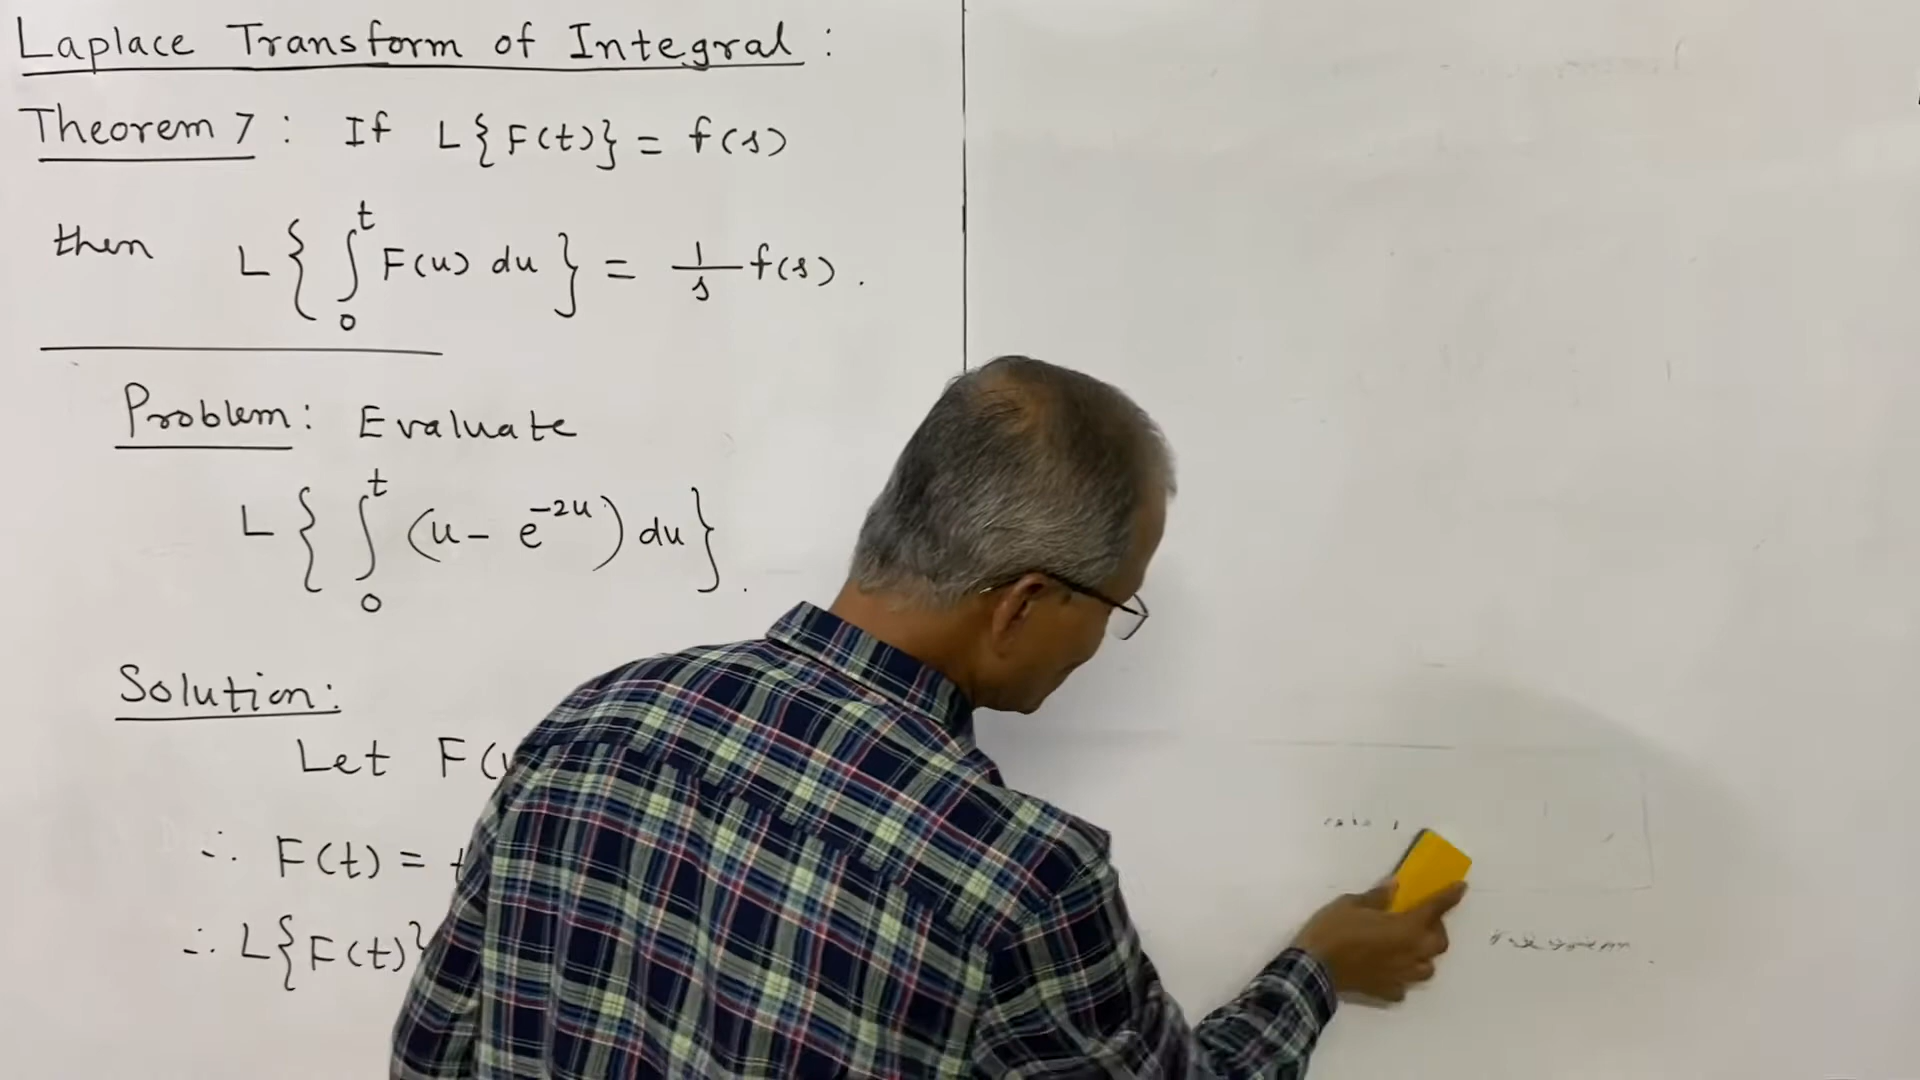 Laplace Transform of Integral :
Theorem 7 : If L{F(t)} = f(s)
then L{ ∫₀ᵗ F(u) du } = 1/s f(s) .
Problem : Evaluate
L{ ∫₀ᵗ (u - e^{-2u}) du } .
Solution :
Let F(
∴ F(t) =
∴ L{F(t)}